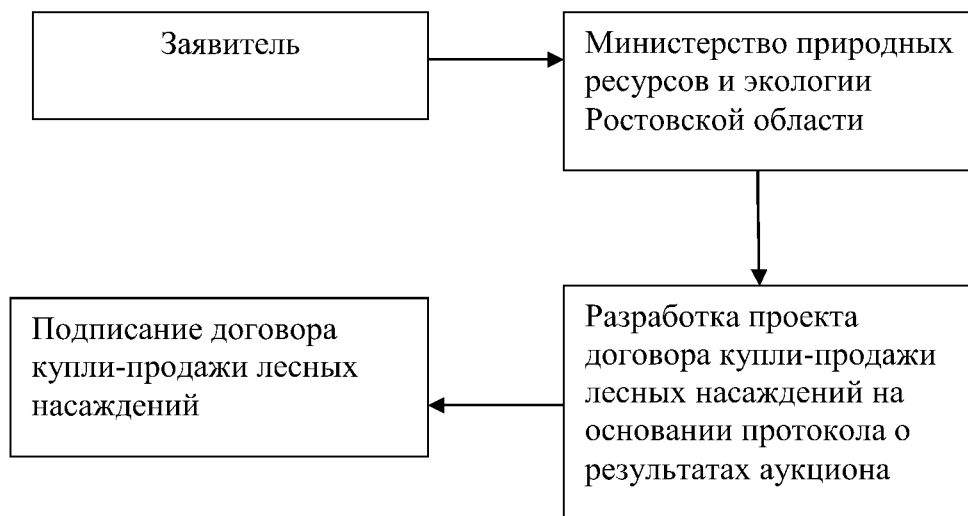 Заявитель
Министерство природных
ресурсов и экологии
Ростовской области
Разработка проекта
договора купли-продажи
лесных насаждений на
основании протокола о
результатах аукциона
Подписание договора
купли-продажи лесных
насаждений